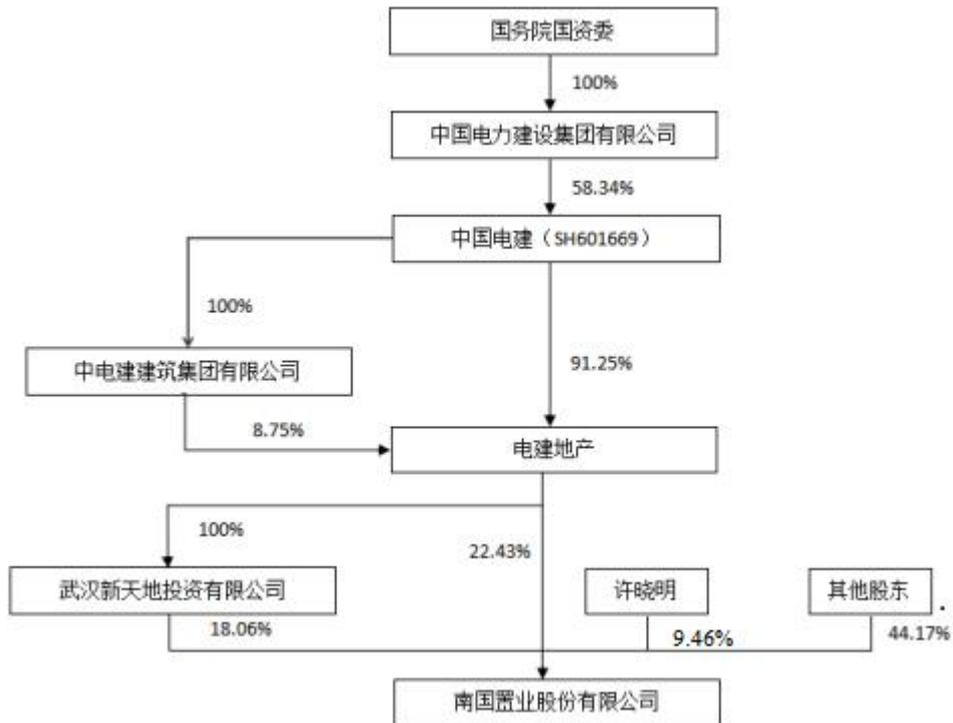 国务院国资委
100%
中国电力建设集团有限公司
58.34%
中国电建（SH601669）
100%
91.25%
中电建建筑集团有限公司
8.75%
电建地产
100%
22.43%
武汉新天地投资有限公司
许晓明
其他股东
18.06%
9.46%
44.17%
南国置业股份有限公司